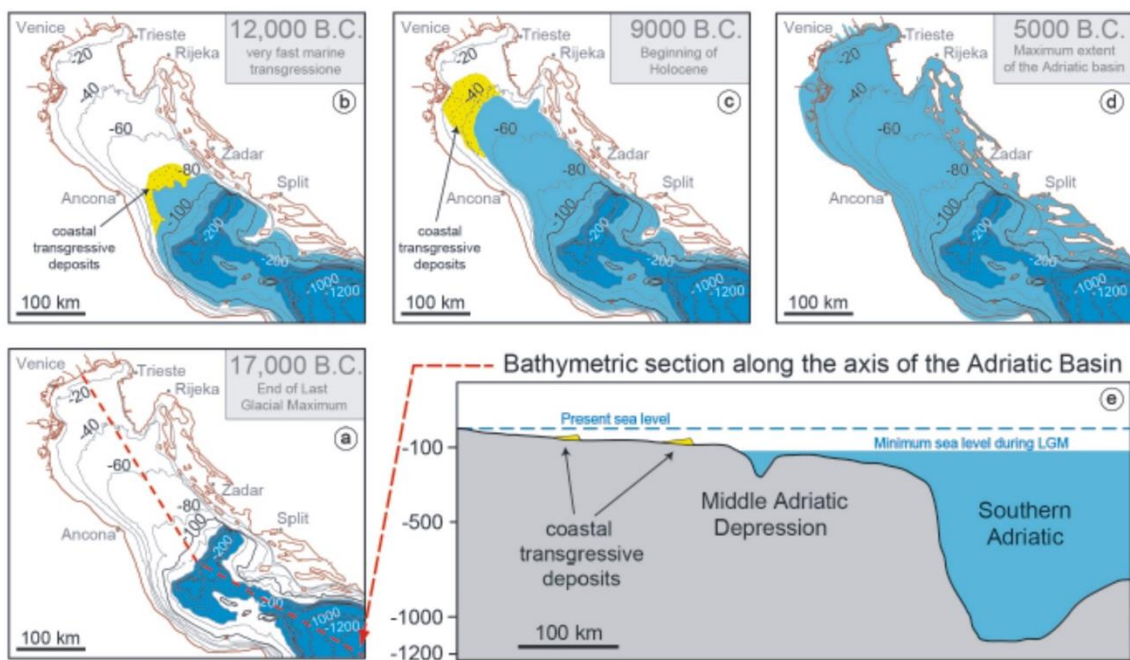 Venice
Trieste
Rijeka
12,000 B.C.
very fast marine
transgressione
b
-20
-40
-60
-80
-100
-200
-200
-1000
-1200
Zadar
Split
Ancona
coastal
transgressive
deposits
100 km
Venice
Trieste
Rijeka
9000 B.C.
Beginning of
Holocene
c
-20
-40
-60
-80
-100
-200
-200
-1000
-1200
Zadar
Split
Ancona
coastal
transgressive
deposits
100 km
Venice
Trieste
Rijeka
5000 B.C.
Maximum extent
of the Adriatic basin
d
-20
-40
-60
-80
-100
-200
-200
-1000
-1200
Zadar
Split
Ancona
100 km
Venice
Trieste
Rijeka
17,000 B.C.
End of Last
Glacial Maximum
a
-20
-40
-60
-80
-100
-200
-200
-1000
-1200
Zadar
Split
Ancona
100 km
Bathymetric section along the axis of the Adriatic Basin
e
Present sea level
Minimum sea level during LGM
-100
-500
-1000
-1200
coastal
transgressive
deposits
Middle Adriatic
Depression
Southern
Adriatic
100 km